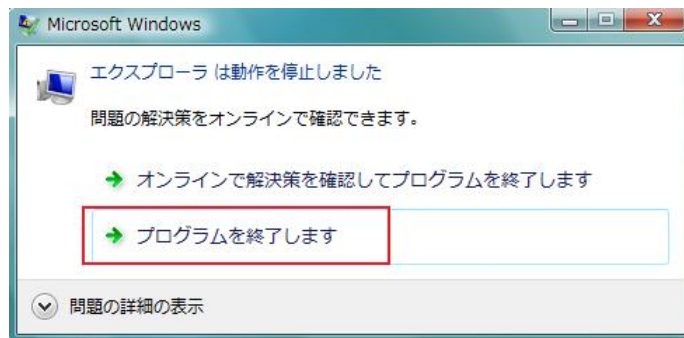 Microsoft Windows
エクスプローラ は動作を停止しました
問題の解決策をオンラインで確認できます。
オンラインで解決策を確認してプログラムを終了します
プログラムを終了します
問題の詳細の表示